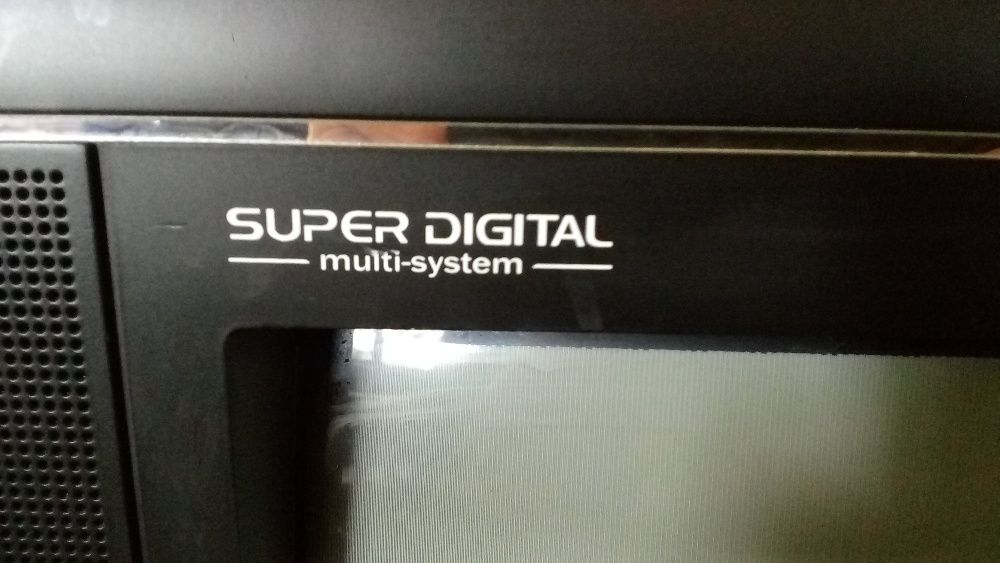 SUPER DIGITAL
multi-system